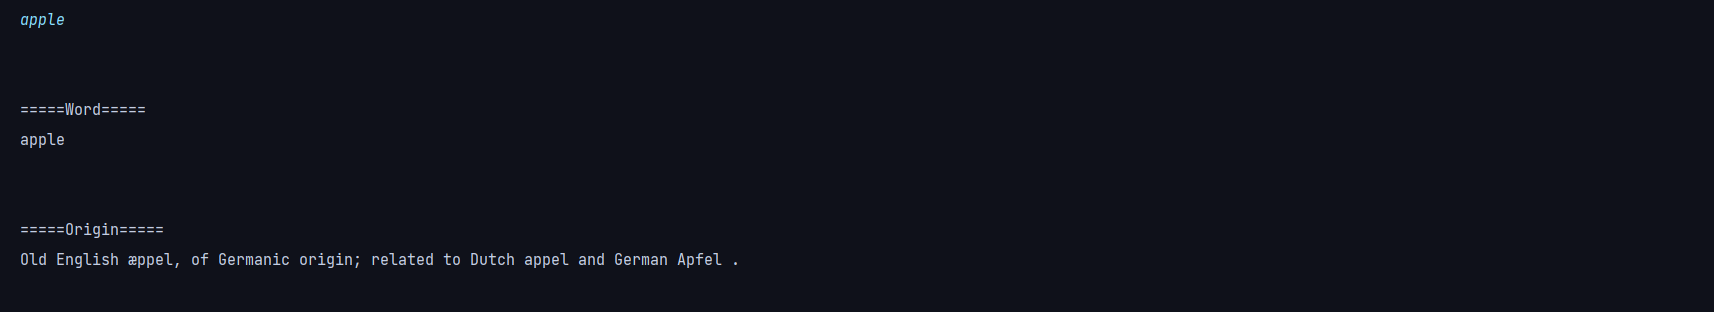 apple
=====Word=====
apple
=====Origin=====
Old English æppel, of Germanic origin; related to Dutch appel and German Apfel .